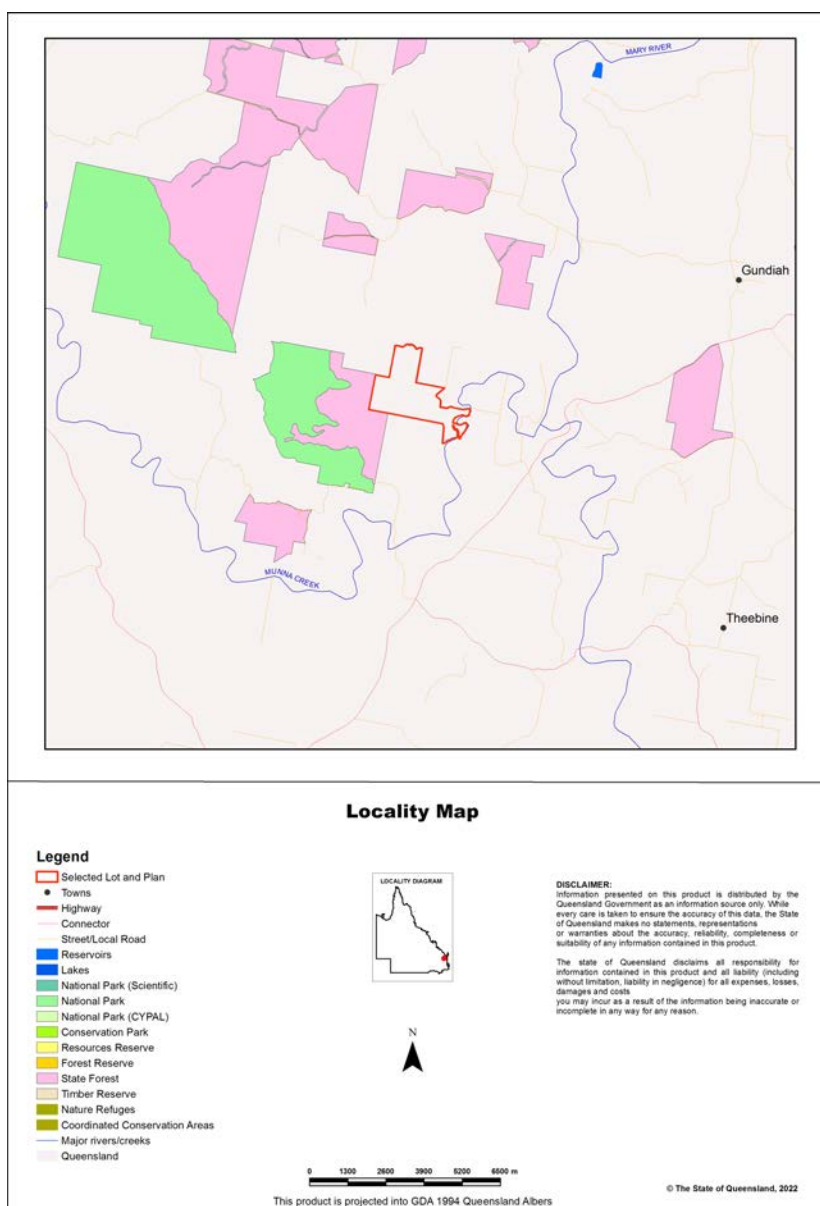 MARY RIVER
Gundiah
MUNNA CREEK
Theebine
Locality Map
Legend
Selected Lot and Plan
Towns
Highway
Connector
Street/Local Road
Reservoirs
Lakes
National Park (Scientific)
National Park
National Park (CYPAL)
Conservation Park
Resources Reserve
Forest Reserve
State Forest
Timber Reserve
Nature Refuges
Coordinated Conservation Areas
Major rivers/creeks
Queensland
LOCALITY DIAGRAM
N
0 1300 2600 3900 5200 6500 m
This product is projected into GDA 1994 Queensland Albers
DISCLAIMER:
Information presented on this product is distributed by the
Queensland Government as an information source only. While
every care is taken to ensure the accuracy of this data, the State
of Queensland makes no statements, representations
or warranties about the accuracy, reliability, completeness or
suitability of any information contained in this product.
The state of Queensland disclaims all responsibility for
information contained in this product and all liability (including
without limitation, liability in negligence) for all expenses, losses,
damages and costs
you may incur as a result of the information being inaccurate or
incomplete in any way for any reason.
© The State of Queensland, 2022